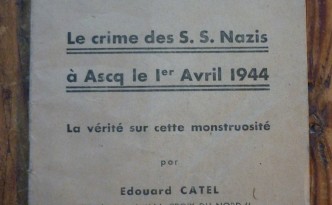 Le crime des S. S. Nazis
à Ascq le 1er Avril 1944
La vérité sur cette monstruosité
par
Edouard CATEL